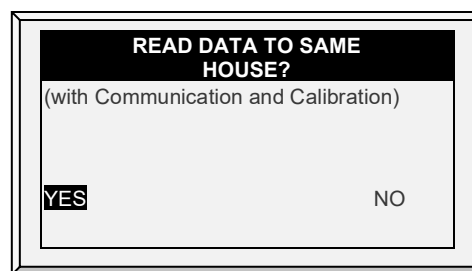 READ DATA TO SAME
HOUSE?
(with Communication and Calibration)
YES NO